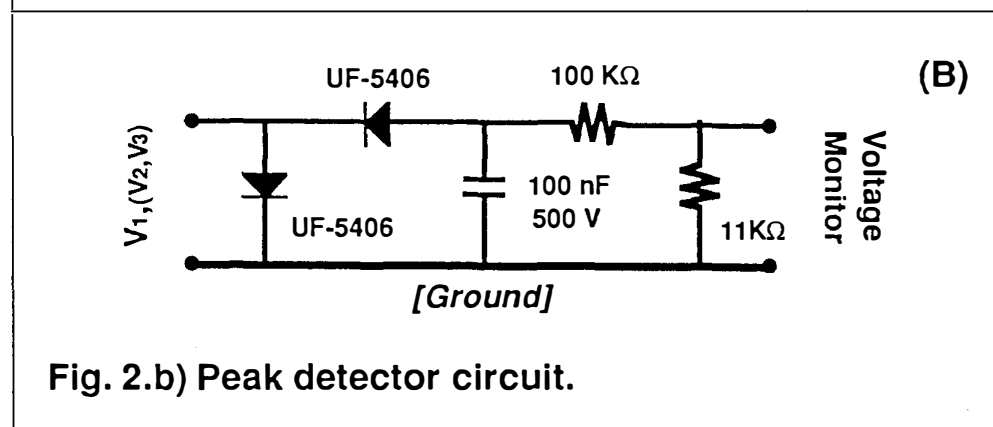 UF-5406
100 KΩ
(B)
V1,(V2,V3)
UF-5406
100 nF
500 V
11KΩ
Voltage
Monitor
[Ground]
Fig. 2.b) Peak detector circuit.